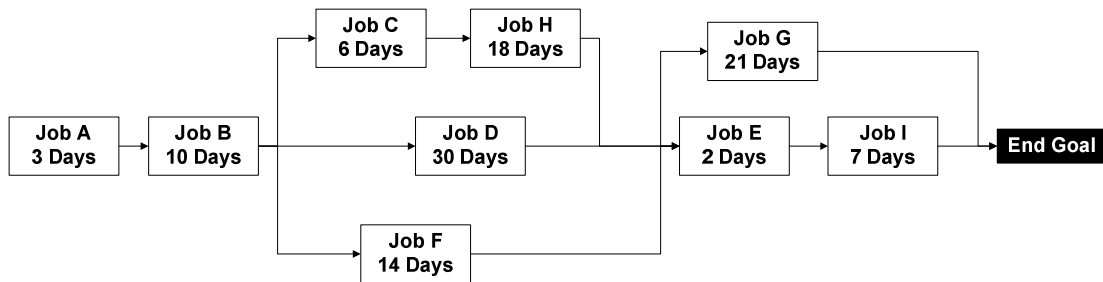 Job A
3 Days
Job B
10 Days
Job C
6 Days
Job H
18 Days
Job D
30 Days
Job F
14 Days
Job G
21 Days
Job E
2 Days
Job I
7 Days
End Goal